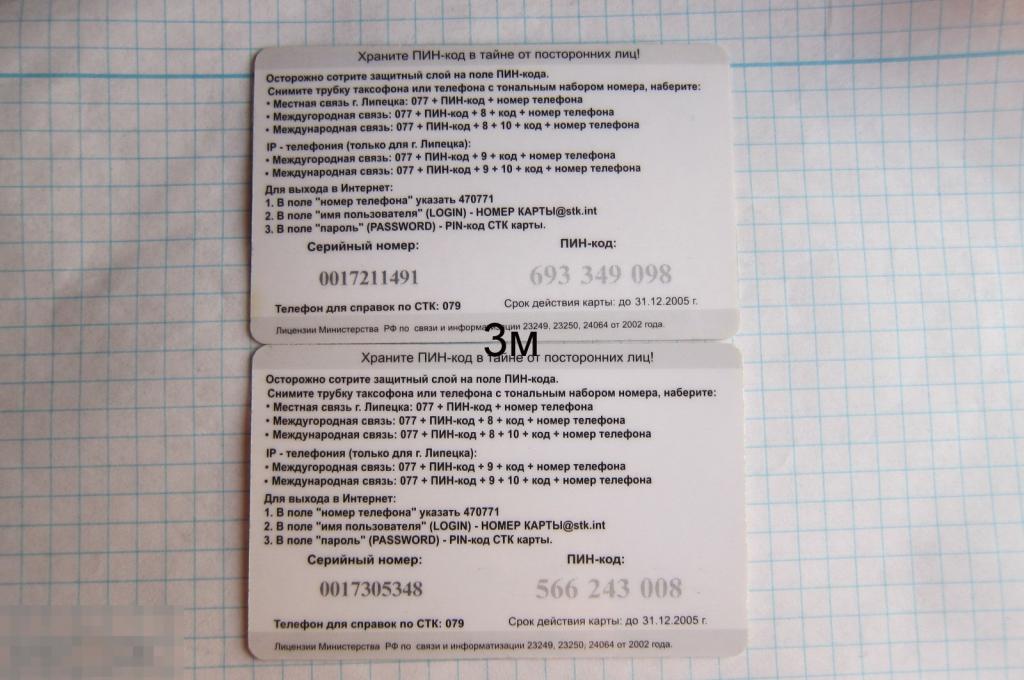 Храните ПИН-код в тайне от посторонних лиц!
Осторожно сотрите защитный слой на поле ПИН-кода.
Снимите трубку таксофона или телефона с тональным набором номера, наберите:
• Местная связь г. Липецка: 077 + ПИН-код + номер телефона
• Междугородная связь: 077 + ПИН-код + 8 + код + номер телефона
• Международная связь: 077 + ПИН-код + 8 + 10 + код + номер телефона
IP - телефония (только для г. Липецка):
• Междугородная связь: 077 + ПИН-код + 9 + код + номер телефона
• Международная связь: 077 + ПИН-код + 9 + 10 + код + номер телефона
Для выхода в Интернет:
1. В поле "номер телефона" указать 470771
2. В поле "имя пользователя" (LOGIN) - НОМЕР КАРТЫ@stk.int
3. В поле "пароль" (PASSWORD) - PIN-код СТК карты.
Серийный номер: ПИН-код:
0017211491 693 349 098
Телефон для справок по СТК: 079 Срок действия карты: до 31.12.2005 г.
Лицензии Министерства РФ по связи и информатизации 23249, 23250, 24064 от 2002 года.
3м
Храните ПИН-код в тайне от посторонних лиц!
Осторожно сотрите защитный слой на поле ПИН-кода.
Снимите трубку таксофона или телефона с тональным набором номера, наберите:
• Местная связь г. Липецка: 077 + ПИН-код + номер телефона
• Междугородная связь: 077 + ПИН-код + 8 + код + номер телефона
• Международная связь: 077 + ПИН-код + 8 + 10 + код + номер телефона
IP - телефония (только для г. Липецка):
• Междугородная связь: 077 + ПИН-код + 9 + код + номер телефона
• Международная связь: 077 + ПИН-код + 9 + 10 + код + номер телефона
Для выхода в Интернет:
1. В поле "номер телефона" указать 470771
2. В поле "имя пользователя" (LOGIN) - НОМЕР КАРТЫ@stk.int
3. В поле "пароль" (PASSWORD) - PIN-код СТК карты.
Серийный номер: ПИН-код:
0017305348 566 243 008
Телефон для справок по СТК: 079 Срок действия карты: до 31.12.2005 г.
Лицензии Министерства РФ по связи и информатизации 23249, 23250, 24064 от 2002 года.